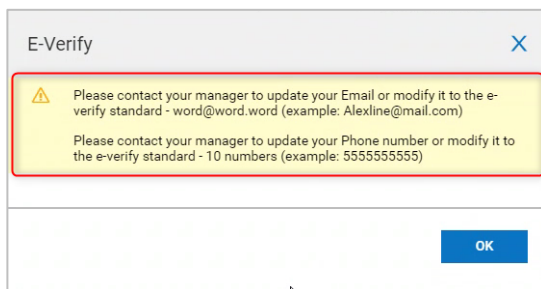 E-Verify
Please contact your manager to update your Email or modify it to the e-
verify standard - word@word.word (example: Alexline@mail.com)
Please contact your manager to update your Phone number or modify it to
the e-verify standard - 10 numbers (example: 5555555555)
OK